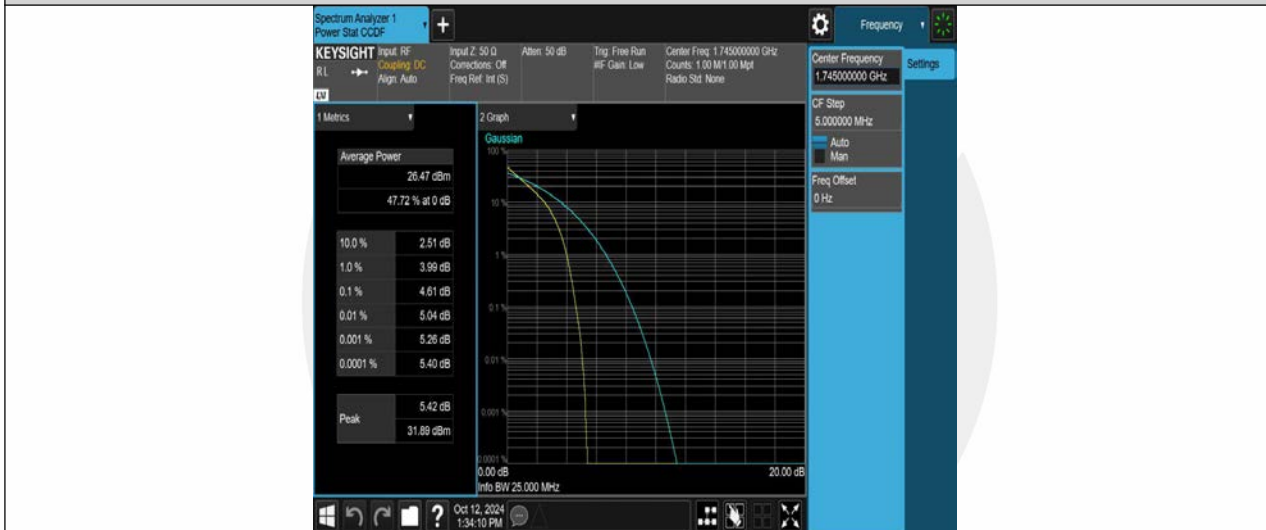 Spectrum Analyzer 1
Power Stat CCDF
+
Frequency
KEYSIGHT
R L
Input: RF
Coupling: DC
Align: Auto
Input Z: 50 Ω
Corrections: Off
Freq Ref: Int (S)
Atten: 50 dB
Trig: Free Run
#IF Gain: Low
Center Freq: 1.745000000 GHz
Counts: 1.00 M/1.00 Mpt
Radio Std: None
Center Frequency
1.745000000 GHz
Settings
CF Step
5.000000 MHz
Auto
Man
Freq Offset
0 Hz
1 Metrics
Average Power
26.47 dBm
47.72 % at 0 dB
10.0 % 2.51 dB
1.0 % 3.99 dB
0.1 % 4.61 dB
0.01 % 5.04 dB
0.001 % 5.26 dB
0.0001 % 5.40 dB
Peak
5.42 dB
31.89 dBm
2 Graph
Gaussian
100 %
10 %
1 %
0.1 %
0.01 %
0.001 %
0.0001 %
0.00 dB 20.00 dB
Info BW 25.000 MHz
?
Oct 12, 2024
1:34:10 PM